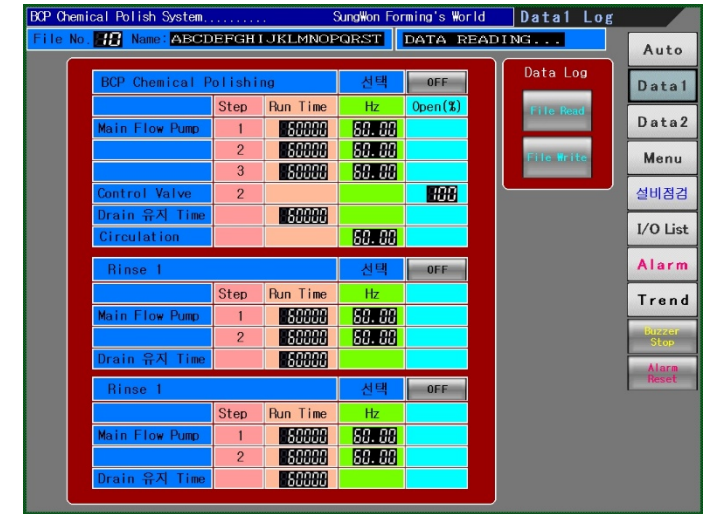 BCP Chemical Polish System.......... SungWon Forming's World Data1 Log
File No. 10 Name: ABCDEFGHIJKLMNOPQRST DATA READING...
Auto
Data1
Data2
Menu
설비점검
I/O List
Alarm
Trend
Buzzer
Stop
Alarm
Reset
Data Log
File Read
File Write
BCP Chemical Polishing 선택 OFF
Step Run Time Hz Open(%)
Main Flow Pump 1 60000 60.00
2 60000 60.00
3 60000 60.00
Control Valve 2 100
Drain 유지 Time 60000
Circulation 60.00
Rinse 1 선택 OFF
Step Run Time Hz
Main Flow Pump 1 60000 60.00
2 60000 60.00
Drain 유지 Time 60000
Rinse 1 선택 OFF
Step Run Time Hz
Main Flow Pump 1 60000 60.00
2 60000 60.00
Drain 유지 Time 60000